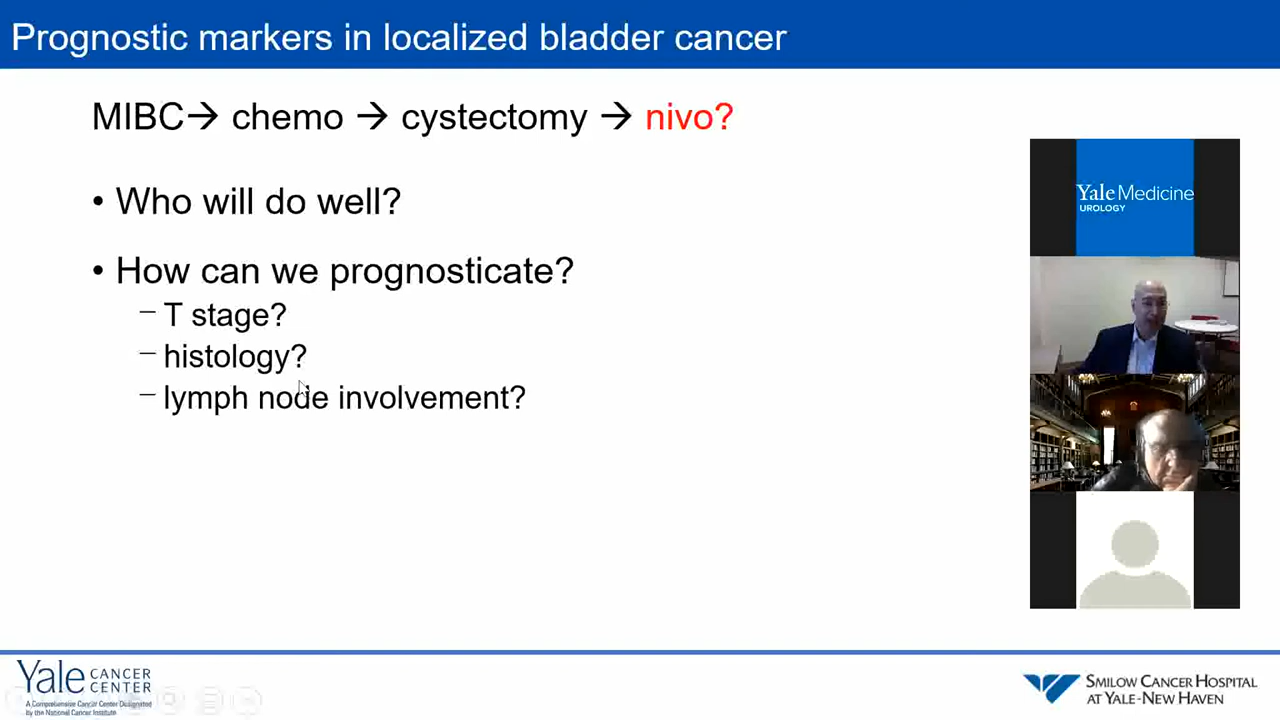 Prognostic markers in localized bladder cancer
MIBC→ chemo → cystectomy → nivo?
• Who will do well?
• How can we prognosticate?
– T stage?
– histology?
– lymph node involvement?
Yale Medicine
UROLOGY
Yale CANCER
CENTER
A Comprehensive Cancer Center Designated
by the National Cancer Institute
SMILOW CANCER HOSPITAL
AT YALE-NEW HAVEN